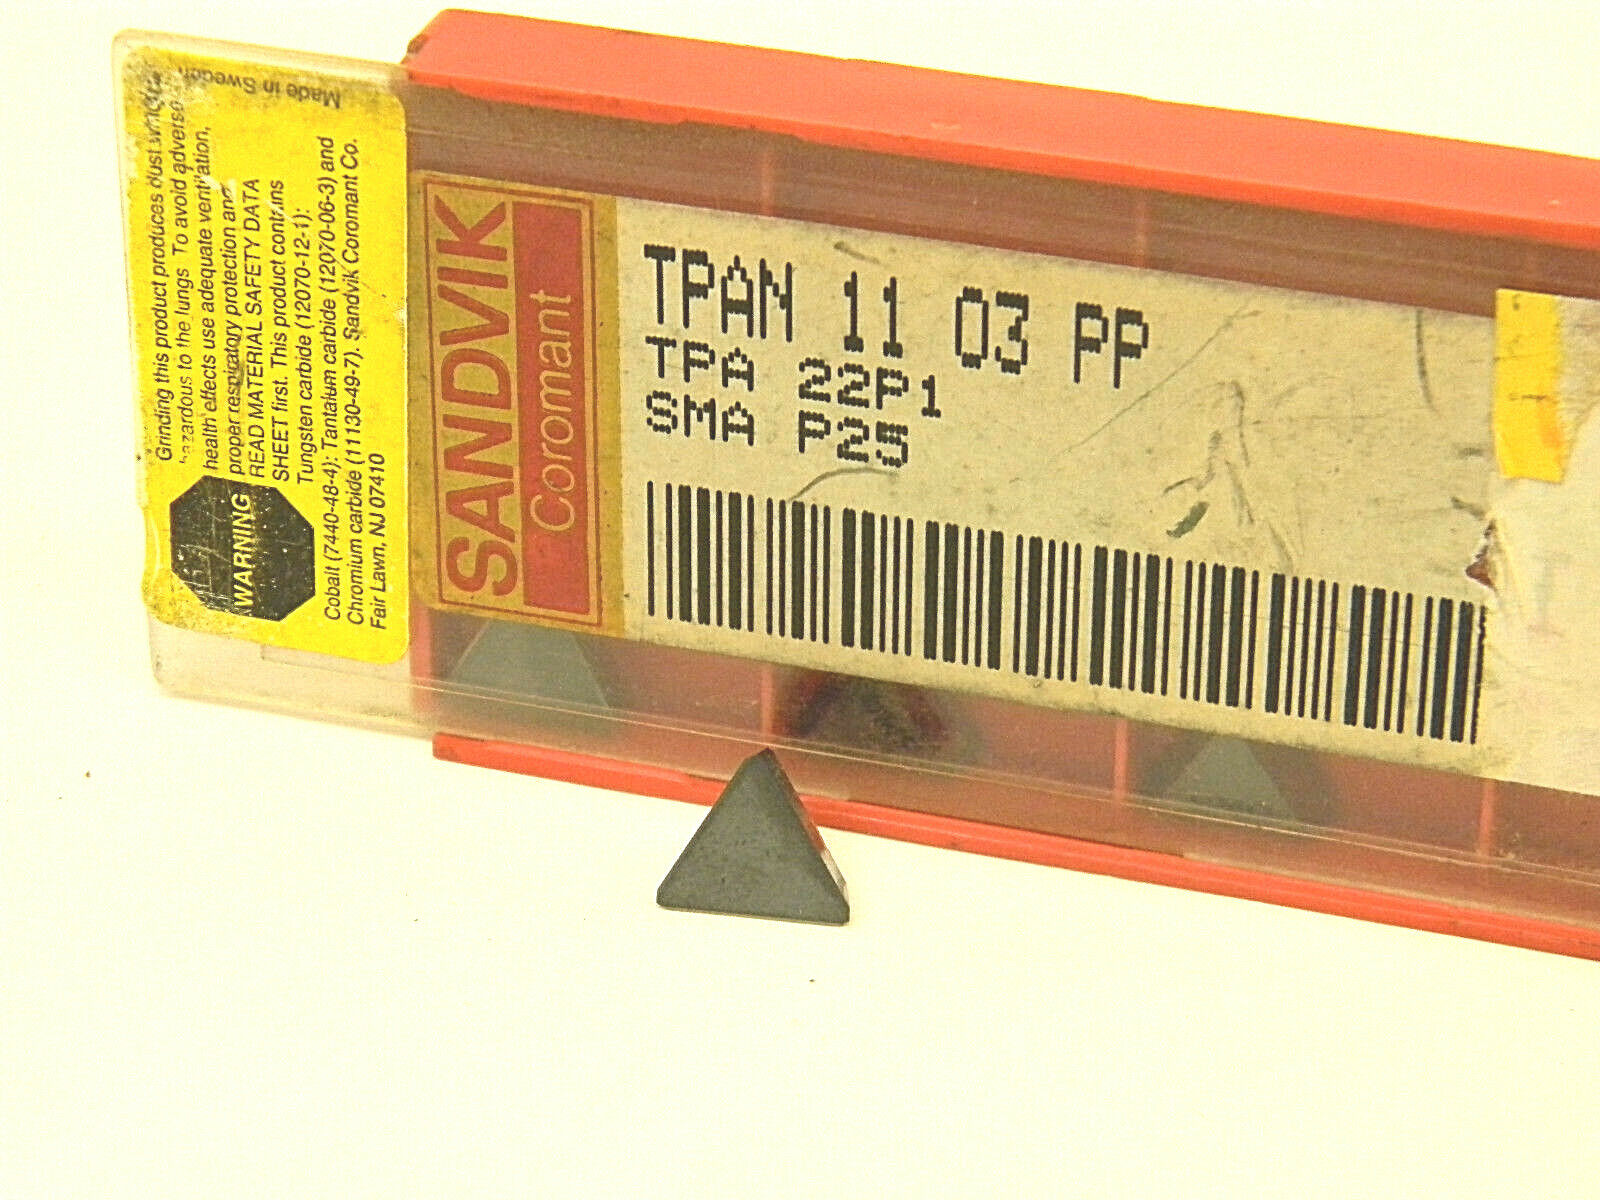 Made in Sweden
Grinding this product produces dust which is
hazardous to the lungs. To avoid adverse
health effects use adequate ventilation,
proper respiratory protection and
READ MATERIAL SAFETY DATA
SHEET first. This product contains
Tungsten carbide (12070-12-1);
Cobalt (7440-48-4); Tantalum carbide (12070-06-3) and
Chromium carbide (11130-49-7). Sandvik Coromant Co.
Fair Lawn, NJ 07410
WARNING
SANDVIK
Coromant
TPAN 11 03 PP
TPA 22P1
SMA P25